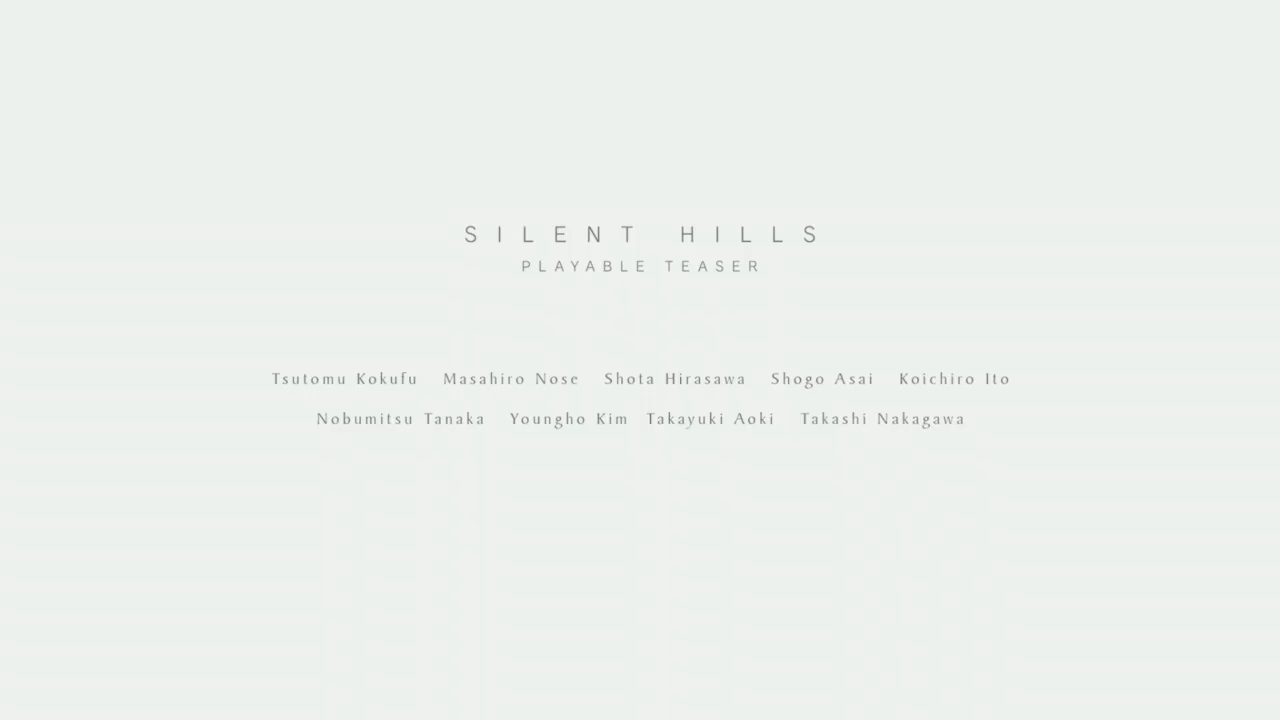 SILENT HILLS
PLAYABLE TEASER
Tsutomu Kokufu Masahiro Nose Shota Hirasawa Shogo Asai Koichiro Ito
Nobumitsu Tanaka Youngho Kim Takayuki Aoki Takashi Nakagawa